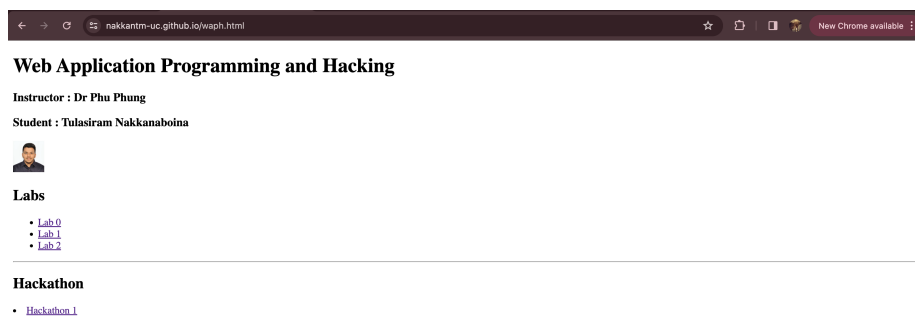 nakkantm-uc.github.io/waph.html
New Chrome available
Web Application Programming and Hacking
Instructor : Dr Phu Phung
Student : Tulasiram Nakkanaboina
Labs
Lab 0
Lab 1
Lab 2
Hackathon
Hackathon 1